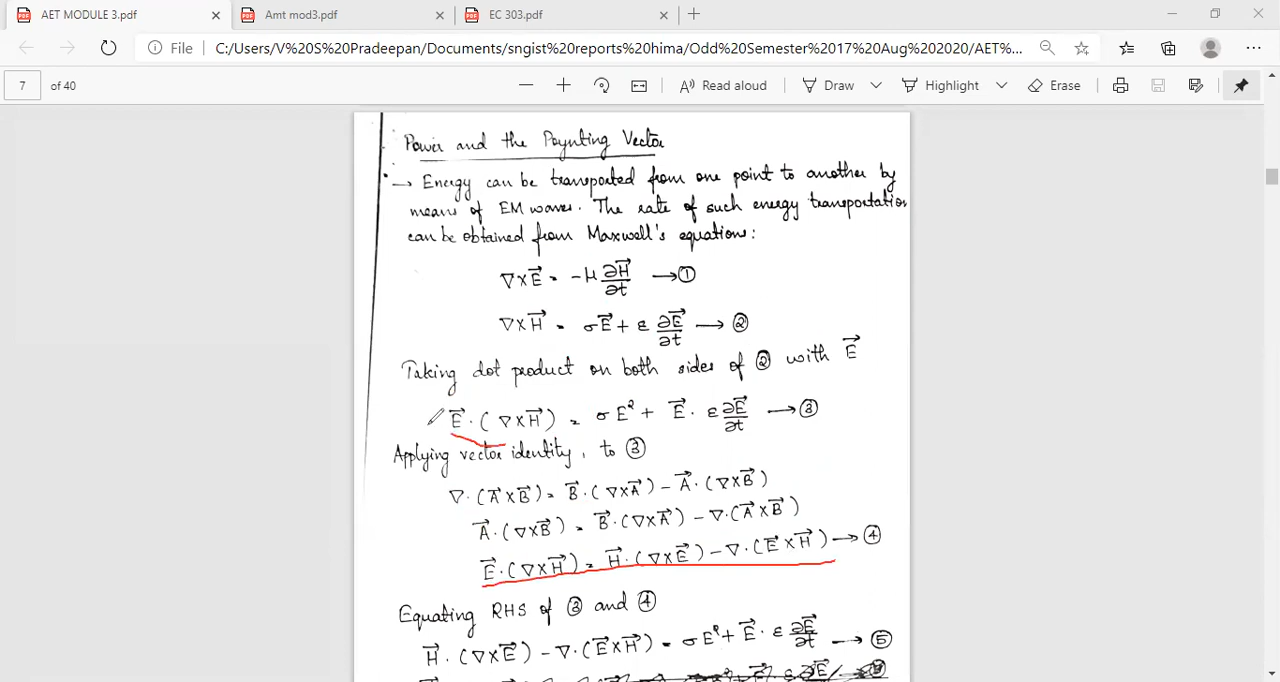 AET MODULE 3.pdf
Amt mod3.pdf
EC 303.pdf
File
C:/Users/V%20S%20Pradeepan/Documents/sngist%20reports%20hima/Odd%20Semester%2017%20Aug%202020/AET%...
7 of 40
Read aloud
Draw
Highlight
Erase
Power and the Poynting Vector
→ Energy can be transported from one point to another by
means of EM waves. The rate of such energy transportation
can be obtained from Maxwell's equations:
∇×E⃗ = -μ ∂H⃗/∂t → ①
∇×H⃗ = σE⃗ + ε ∂E⃗/∂t → ②
Taking dot product on both sides of ② with E⃗
E⃗ · (∇×H⃗) = σE² + E⃗ · ε ∂E⃗/∂t → ③
Applying vector identity, to ③
∇·(A⃗×B⃗) = B⃗·(∇×A⃗) - A⃗·(∇×B⃗)
A⃗·(∇×B⃗) = B⃗·(∇×A⃗) - ∇·(A⃗×B⃗)
E⃗·(∇×H⃗) = H⃗·(∇×E⃗) - ∇·(E⃗×H⃗) → ④
Equating RHS of ③ and ④
H⃗·(∇×E⃗) - ∇·(E⃗×H⃗) = σE² + E⃗ · ε ∂E⃗/∂t → ⑤